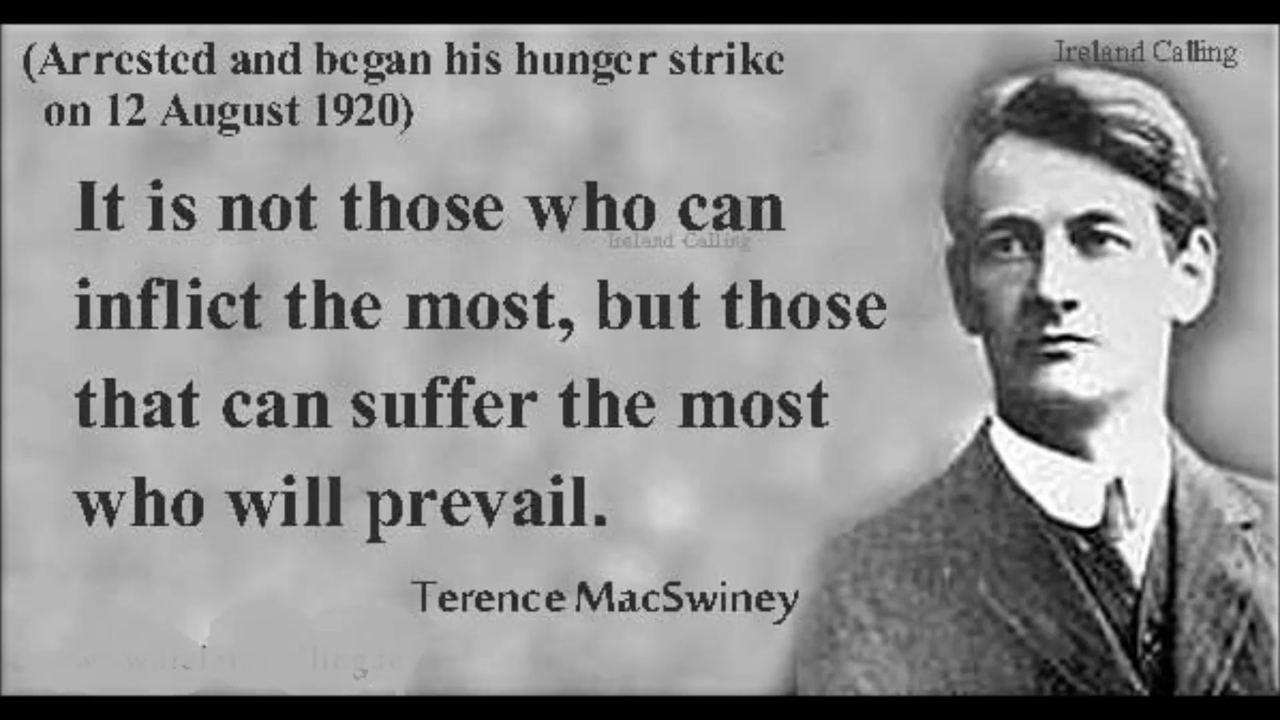 (Arrested and began his hunger strike
on 12 August 1920)
Ireland Calling
It is not those who can
Ireland Calling
inflict the most, but those
that can suffer the most
who will prevail.
Terence MacSwiney